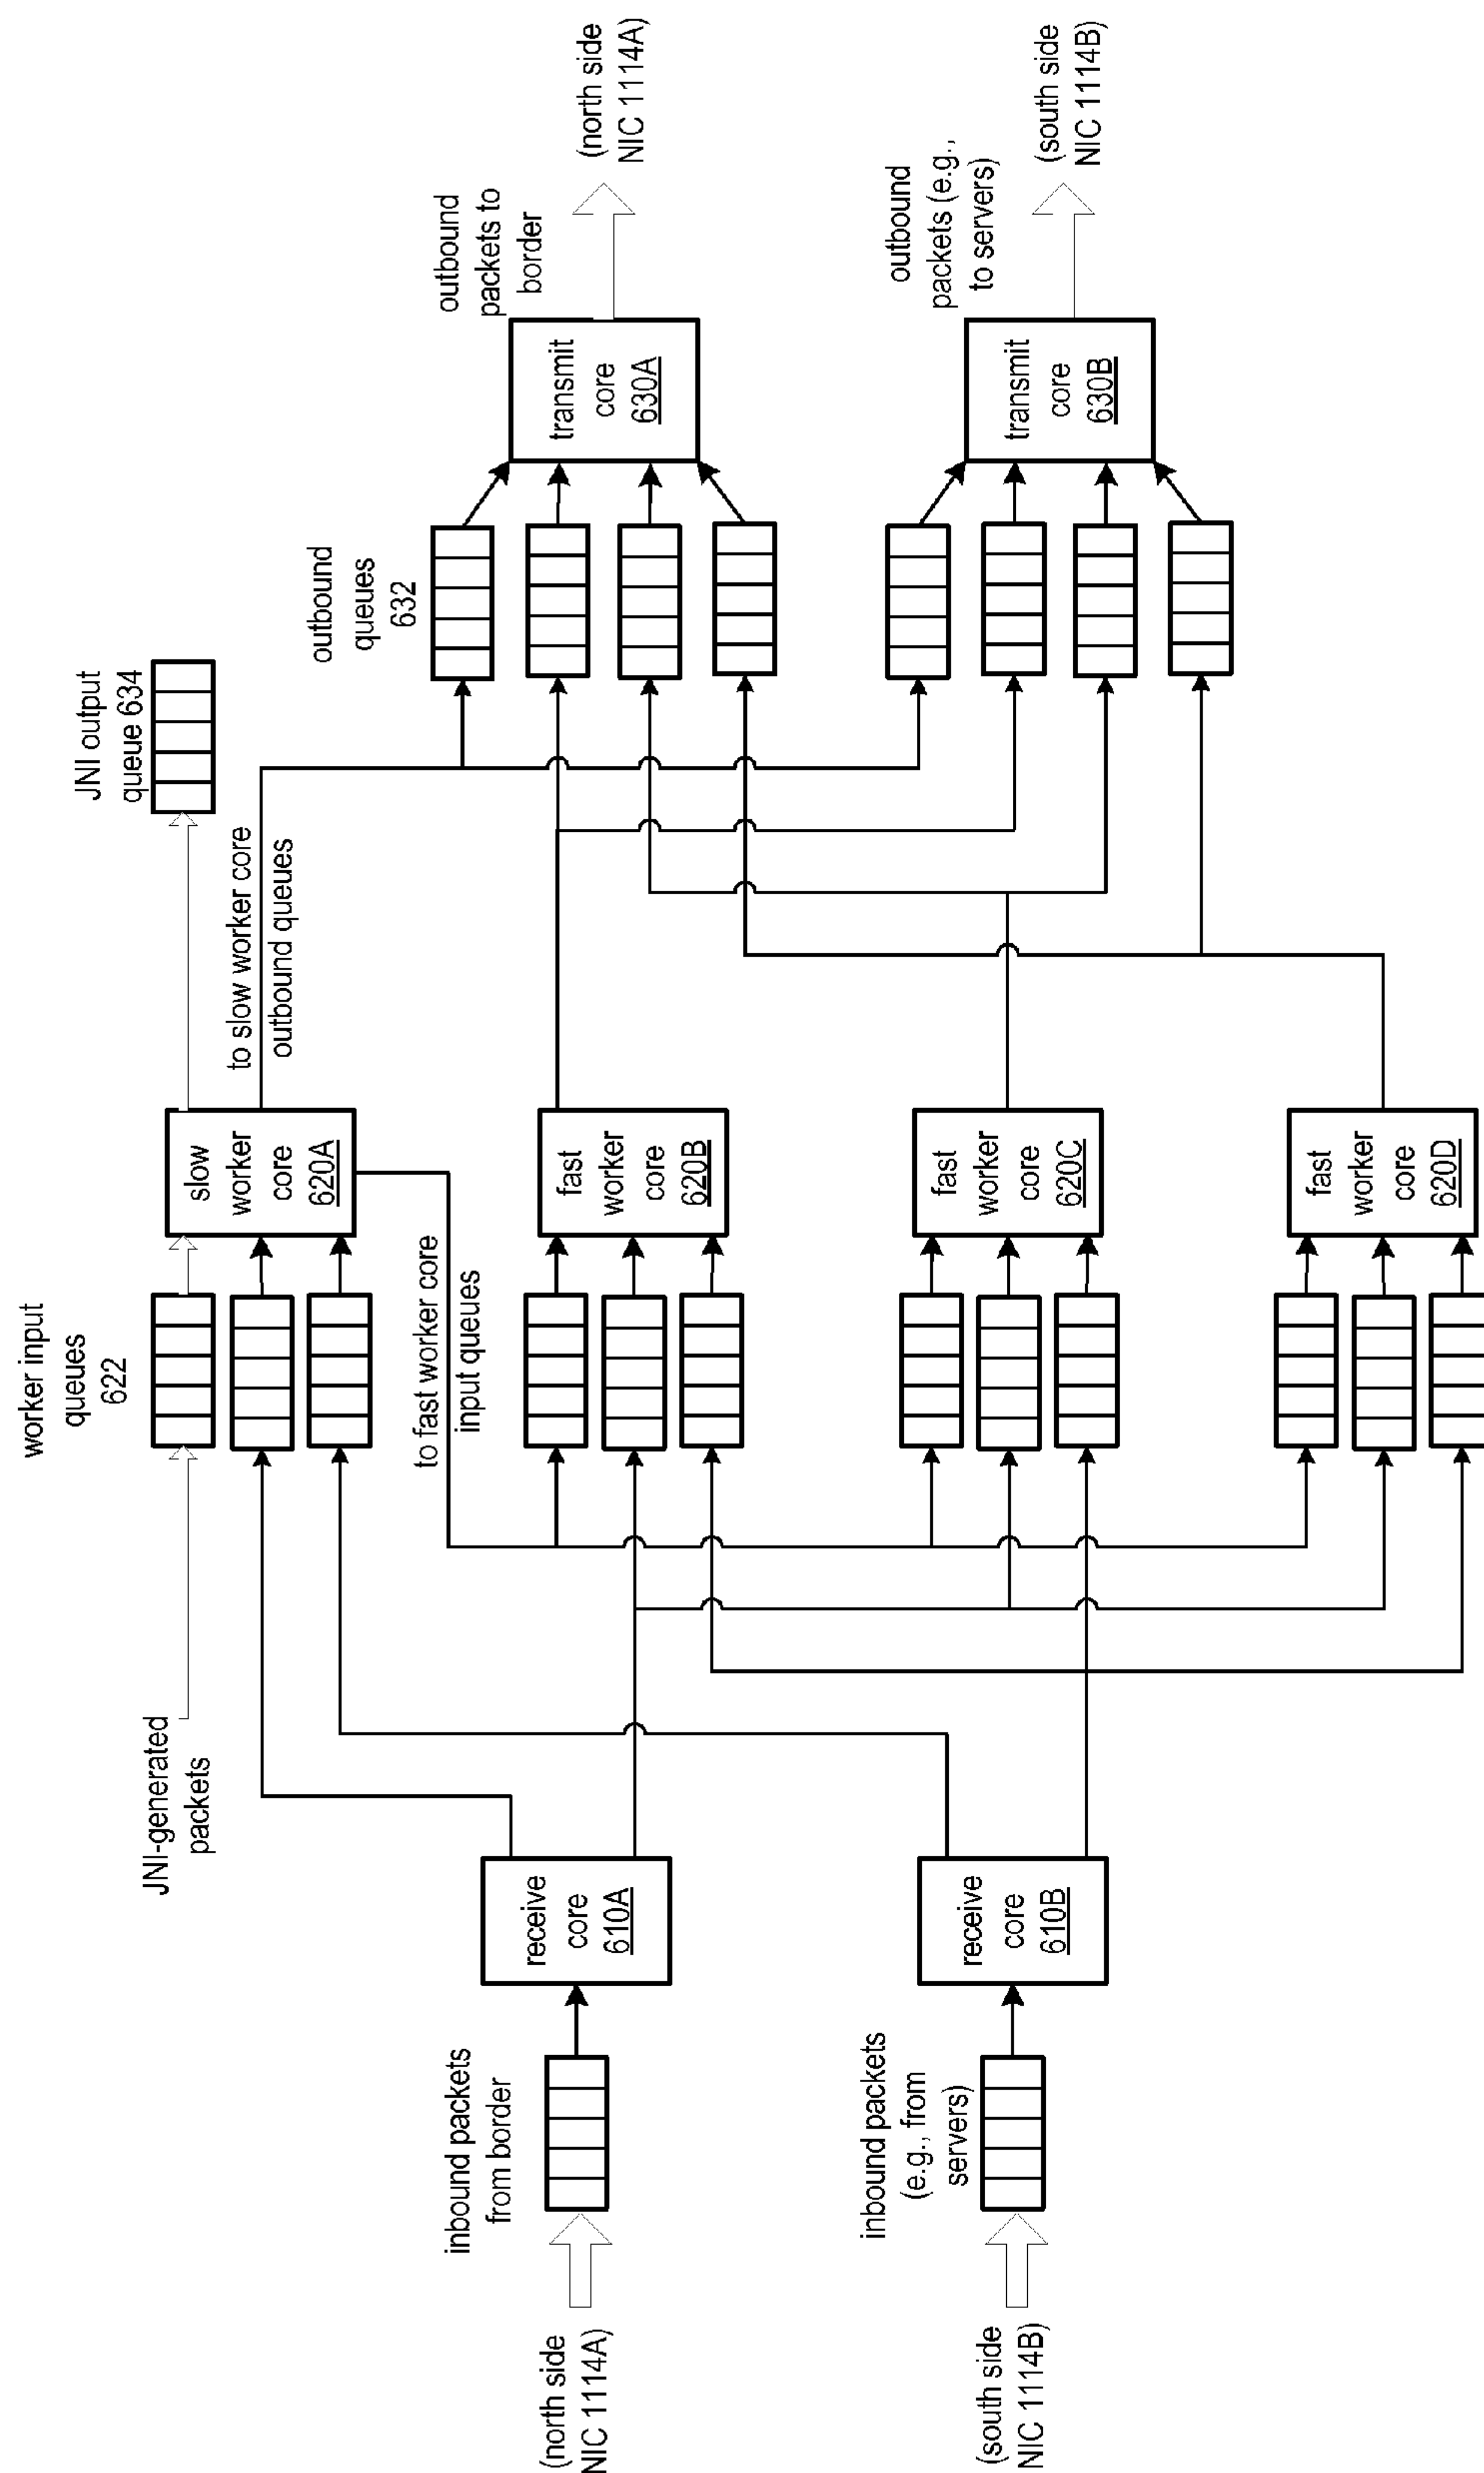 worker input
queues
622
JNI output
queue 634
JNI-generated
packets
slow
worker
core
620A
to slow worker core
outbound queues
outbound
queues
632
to fast worker core
input queues
(north side
NIC 1114A)
inbound packets
from border
receive
core
610A
fast
worker
core
620B
transmit
core
630A
outbound
packets to
border
(north side
NIC 1114A)
(south side
NIC 1114B)
inbound packets
(e.g., from
servers)
receive
core
610B
fast
worker
core
620C
transmit
core
630B
outbound
packets (e.g.,
to servers)
(south side
NIC 1114B)
fast
worker
core
620D